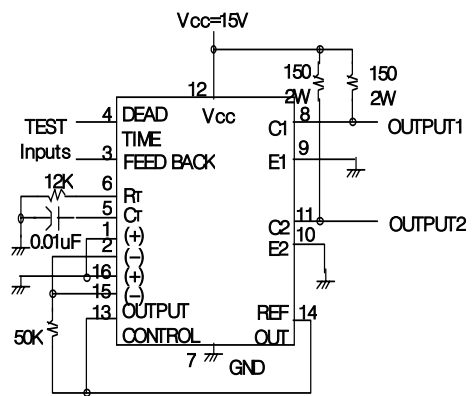 Vcc=15V
150
2W
150
2W
12
Vcc
4
DEAD
TIME
C1
8
OUTPUT1
TEST
Inputs
3
FEED BACK
E1
9
12K
6
RT
5
CT
0.01uF
1
(+)
2
(−)
C2
11
OUTPUT2
10
E2
16
(+)
15
(−)
13
OUTPUT
CONTROL
REF
OUT
14
50K
7
GND